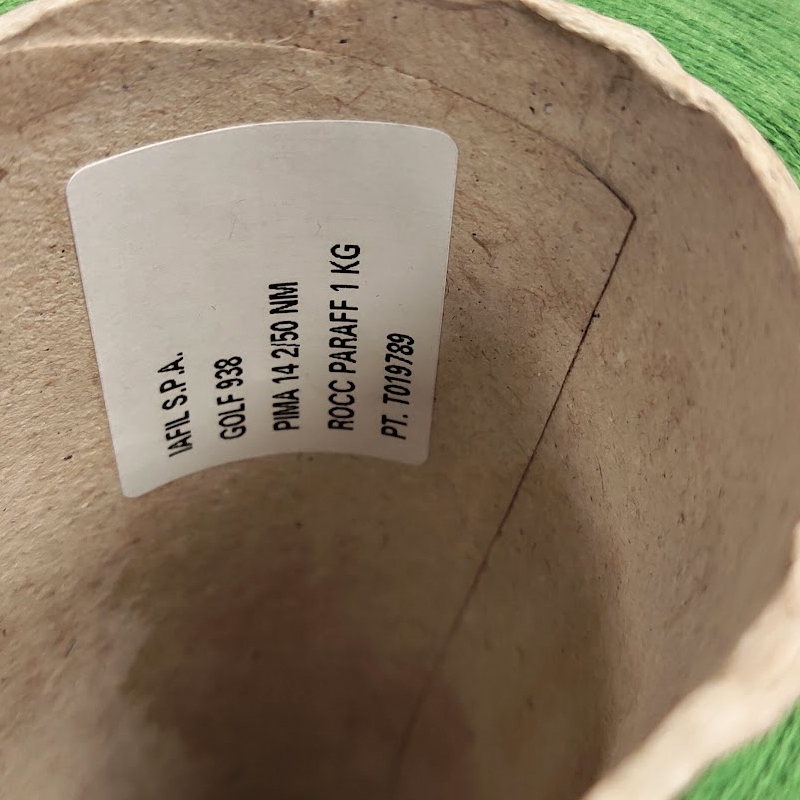 IAFIL S.P.A.
GOLF 938
PIMA 14 2/50 NM
ROCC PARAFF 1 KG
PT. T019789